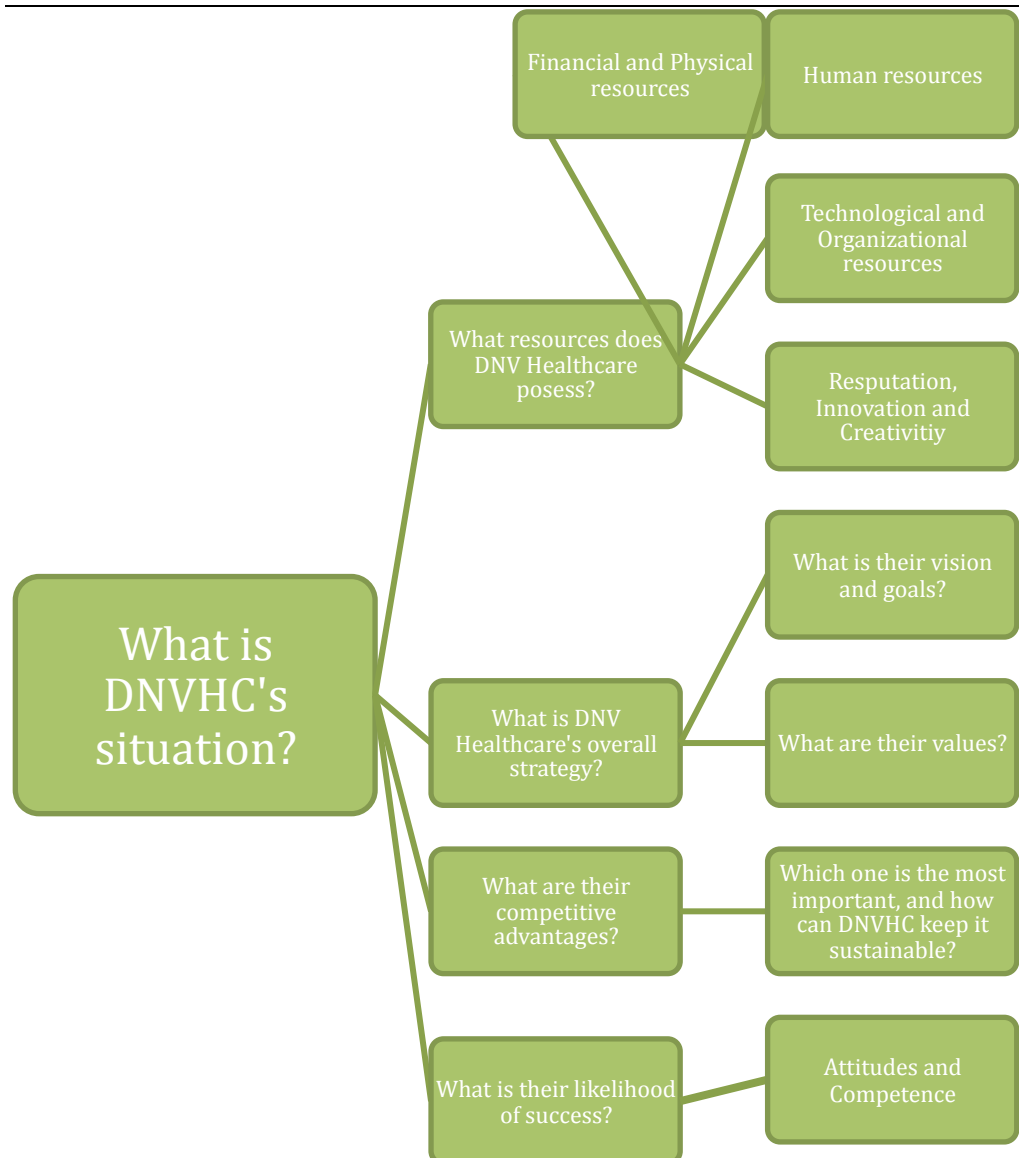 Financial and Physical
resources
Human resources
Technological and
Organizational
resources
What resources does
DNV Healthcare
posess?
Resputation,
Innovation and
Creativitiy
What is their vision
and goals?
What is
DNVHC's
situation?
What is DNV
Healthcare's overall
strategy?
What are their values?
What are their
competitive
advantages?
Which one is the most
important, and how
can DNVHC keep it
sustainable?
What is their likelihood
of success?
Attitudes and
Competence